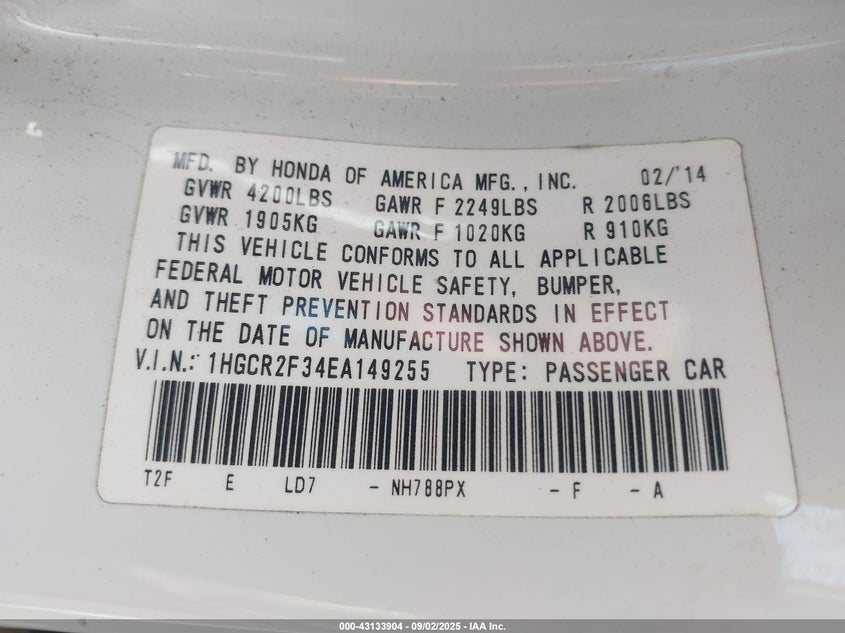 MFD. BY HONDA OF AMERICA MFG., INC. 02/'14
GVWR 4200LBS GAWR F 2249LBS R 2006LBS
GVWR 1905KG GAWR F 1020KG R 910KG
THIS VEHICLE CONFORMS TO ALL APPLICABLE
FEDERAL MOTOR VEHICLE SAFETY, BUMPER,
AND THEFT PREVENTION STANDARDS IN EFFECT
ON THE DATE OF MANUFACTURE SHOWN ABOVE.
V.I.N.: 1HGCR2F34EA149255 TYPE: PASSENGER CAR
T2F E LD7 - NH788PX - F - A
000-43133904 - 09/02/2025 - IAA Inc.